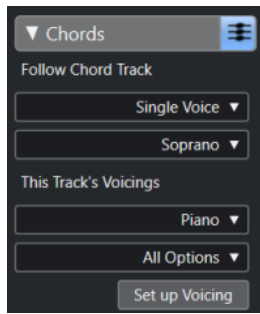 Chords
Follow Chord Track
Single Voice
Soprano
This Track's Voicings
Piano
All Options
Set up Voicing